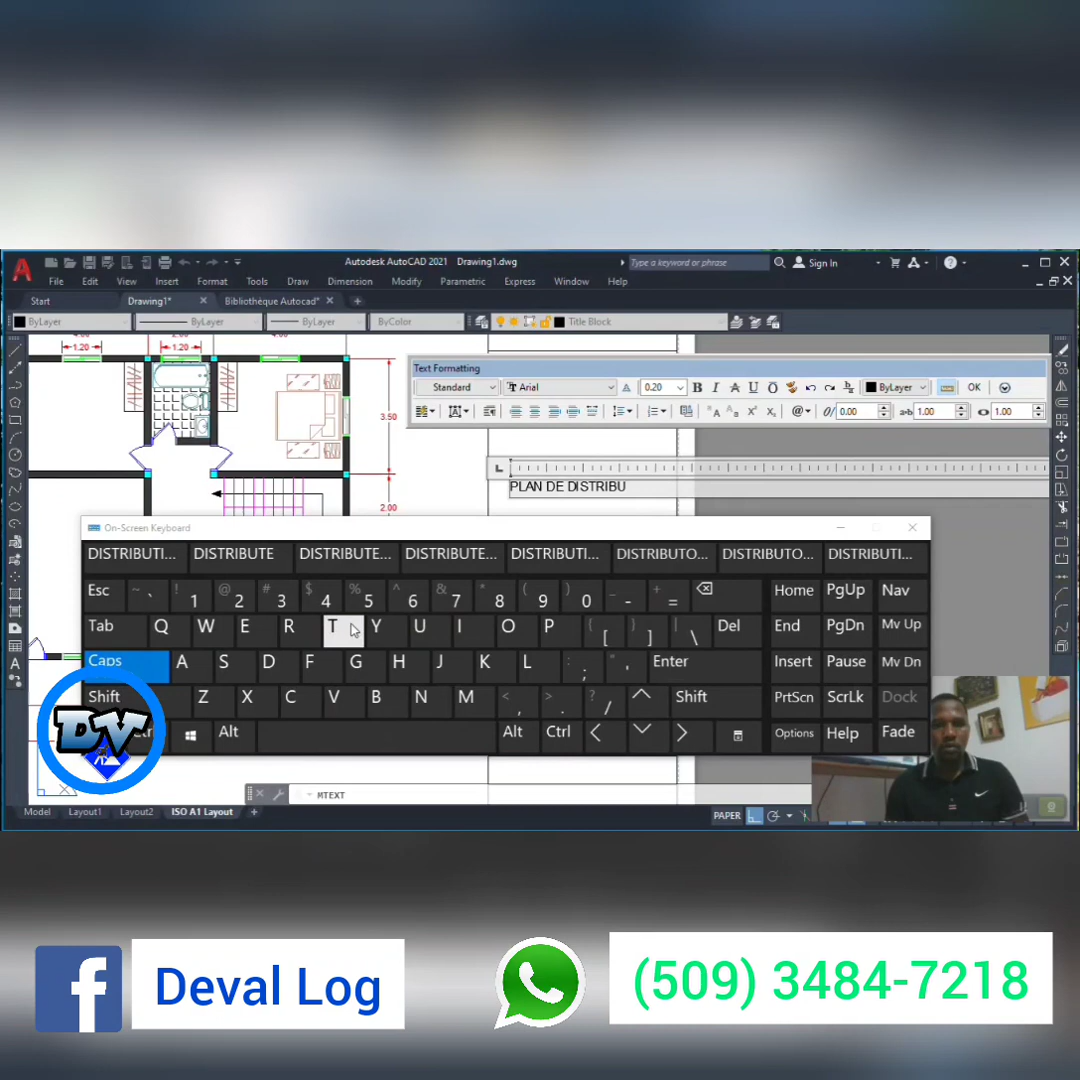 Autodesk AutoCAD 2021 Drawing1.dwg
Type a keyword or phrase
Sign In
File Edit View Insert Format Tools Draw Dimension Modify Parametric Express Window Help
Start Drawing1* Bibliothèque Autocad*
ByLayer ByLayer ByLayer ByColor Title Block
1.20 1.20
3.50
2.00
Text Formatting
Standard Arial 0.20 B I A U O ByLayer OK
@ 0/ 0.00 a•b 1.00 1.00
PLAN DE DISTRIBU
On-Screen Keyboard
DISTRIBUTI... DISTRIBUTE DISTRIBUTE... DISTRIBUTE... DISTRIBUTI... DISTRIBUTO... DISTRIBUTO... DISTRIBUTI...
Esc ~ ` ! 1 @ 2 # 3 $ 4 % 5 ^ 6 & 7 * 8 ( 9 ) 0 _ - + = Home PgUp Nav
Tab Q W E R T Y U I O P { [ } ] | \ Del End PgDn Mv Up
Caps A S D F G H J K L : ; " ' Enter Insert Pause Mv Dn
Shift Z X C V B N M < , > . ? / Shift PrtScn ScrLk Dock
Alt Alt Ctrl Options Help Fade
DV
MTEXT
Model Layout1 Layout2 ISO A1 Layout
PAPER
Deval Log
(509) 3484-7218